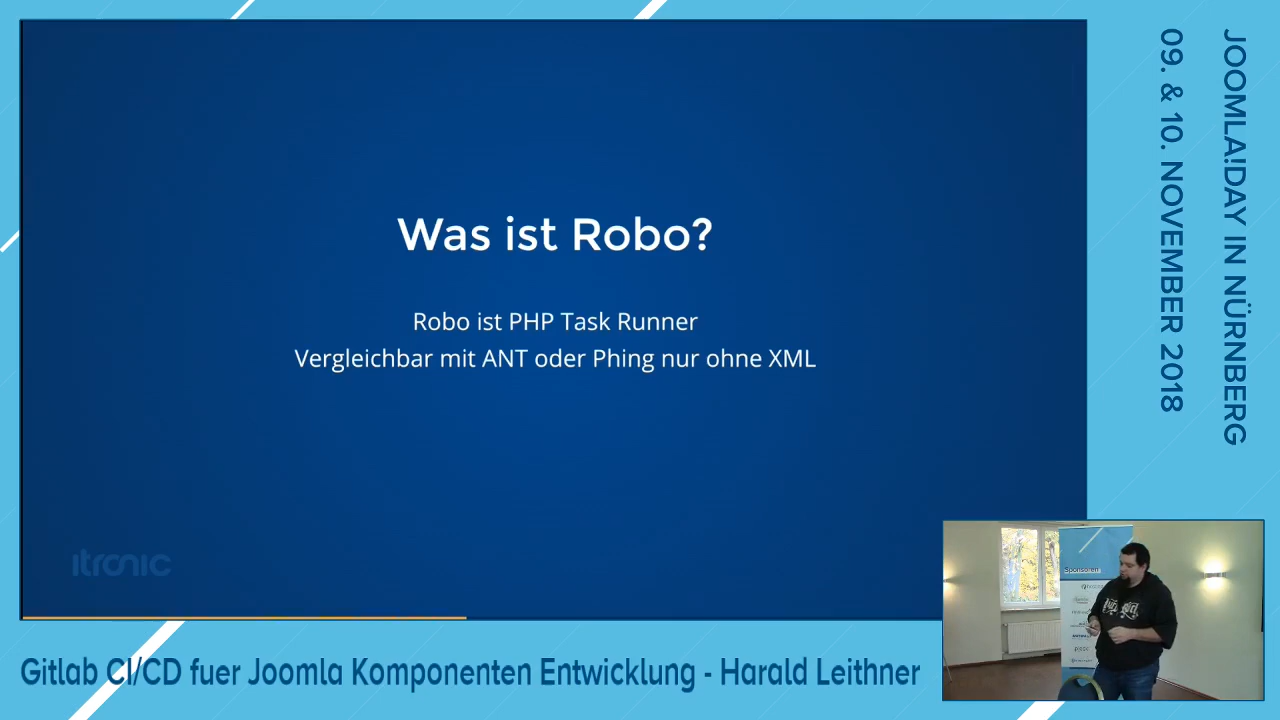 Was ist Robo?
Robo ist PHP Task Runner
Vergleichbar mit ANT oder Phing nur ohne XML
itronic
JOOMLA!DAY IN NÜRNBERG
09. & 10. NOVEMBER 2018
Sponsoren
Gitlab CI/CD fuer Joomla Komponenten Entwicklung - Harald Leithner